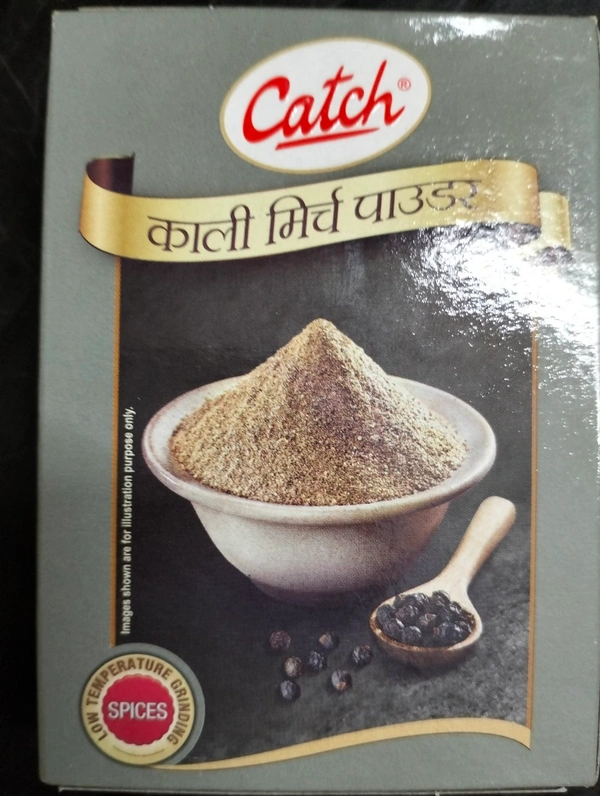 Catch®
काली मिर्च पाउडर
Images shown are for illustration purpose only.
LOW TEMPERATURE GRINDING
SPICES